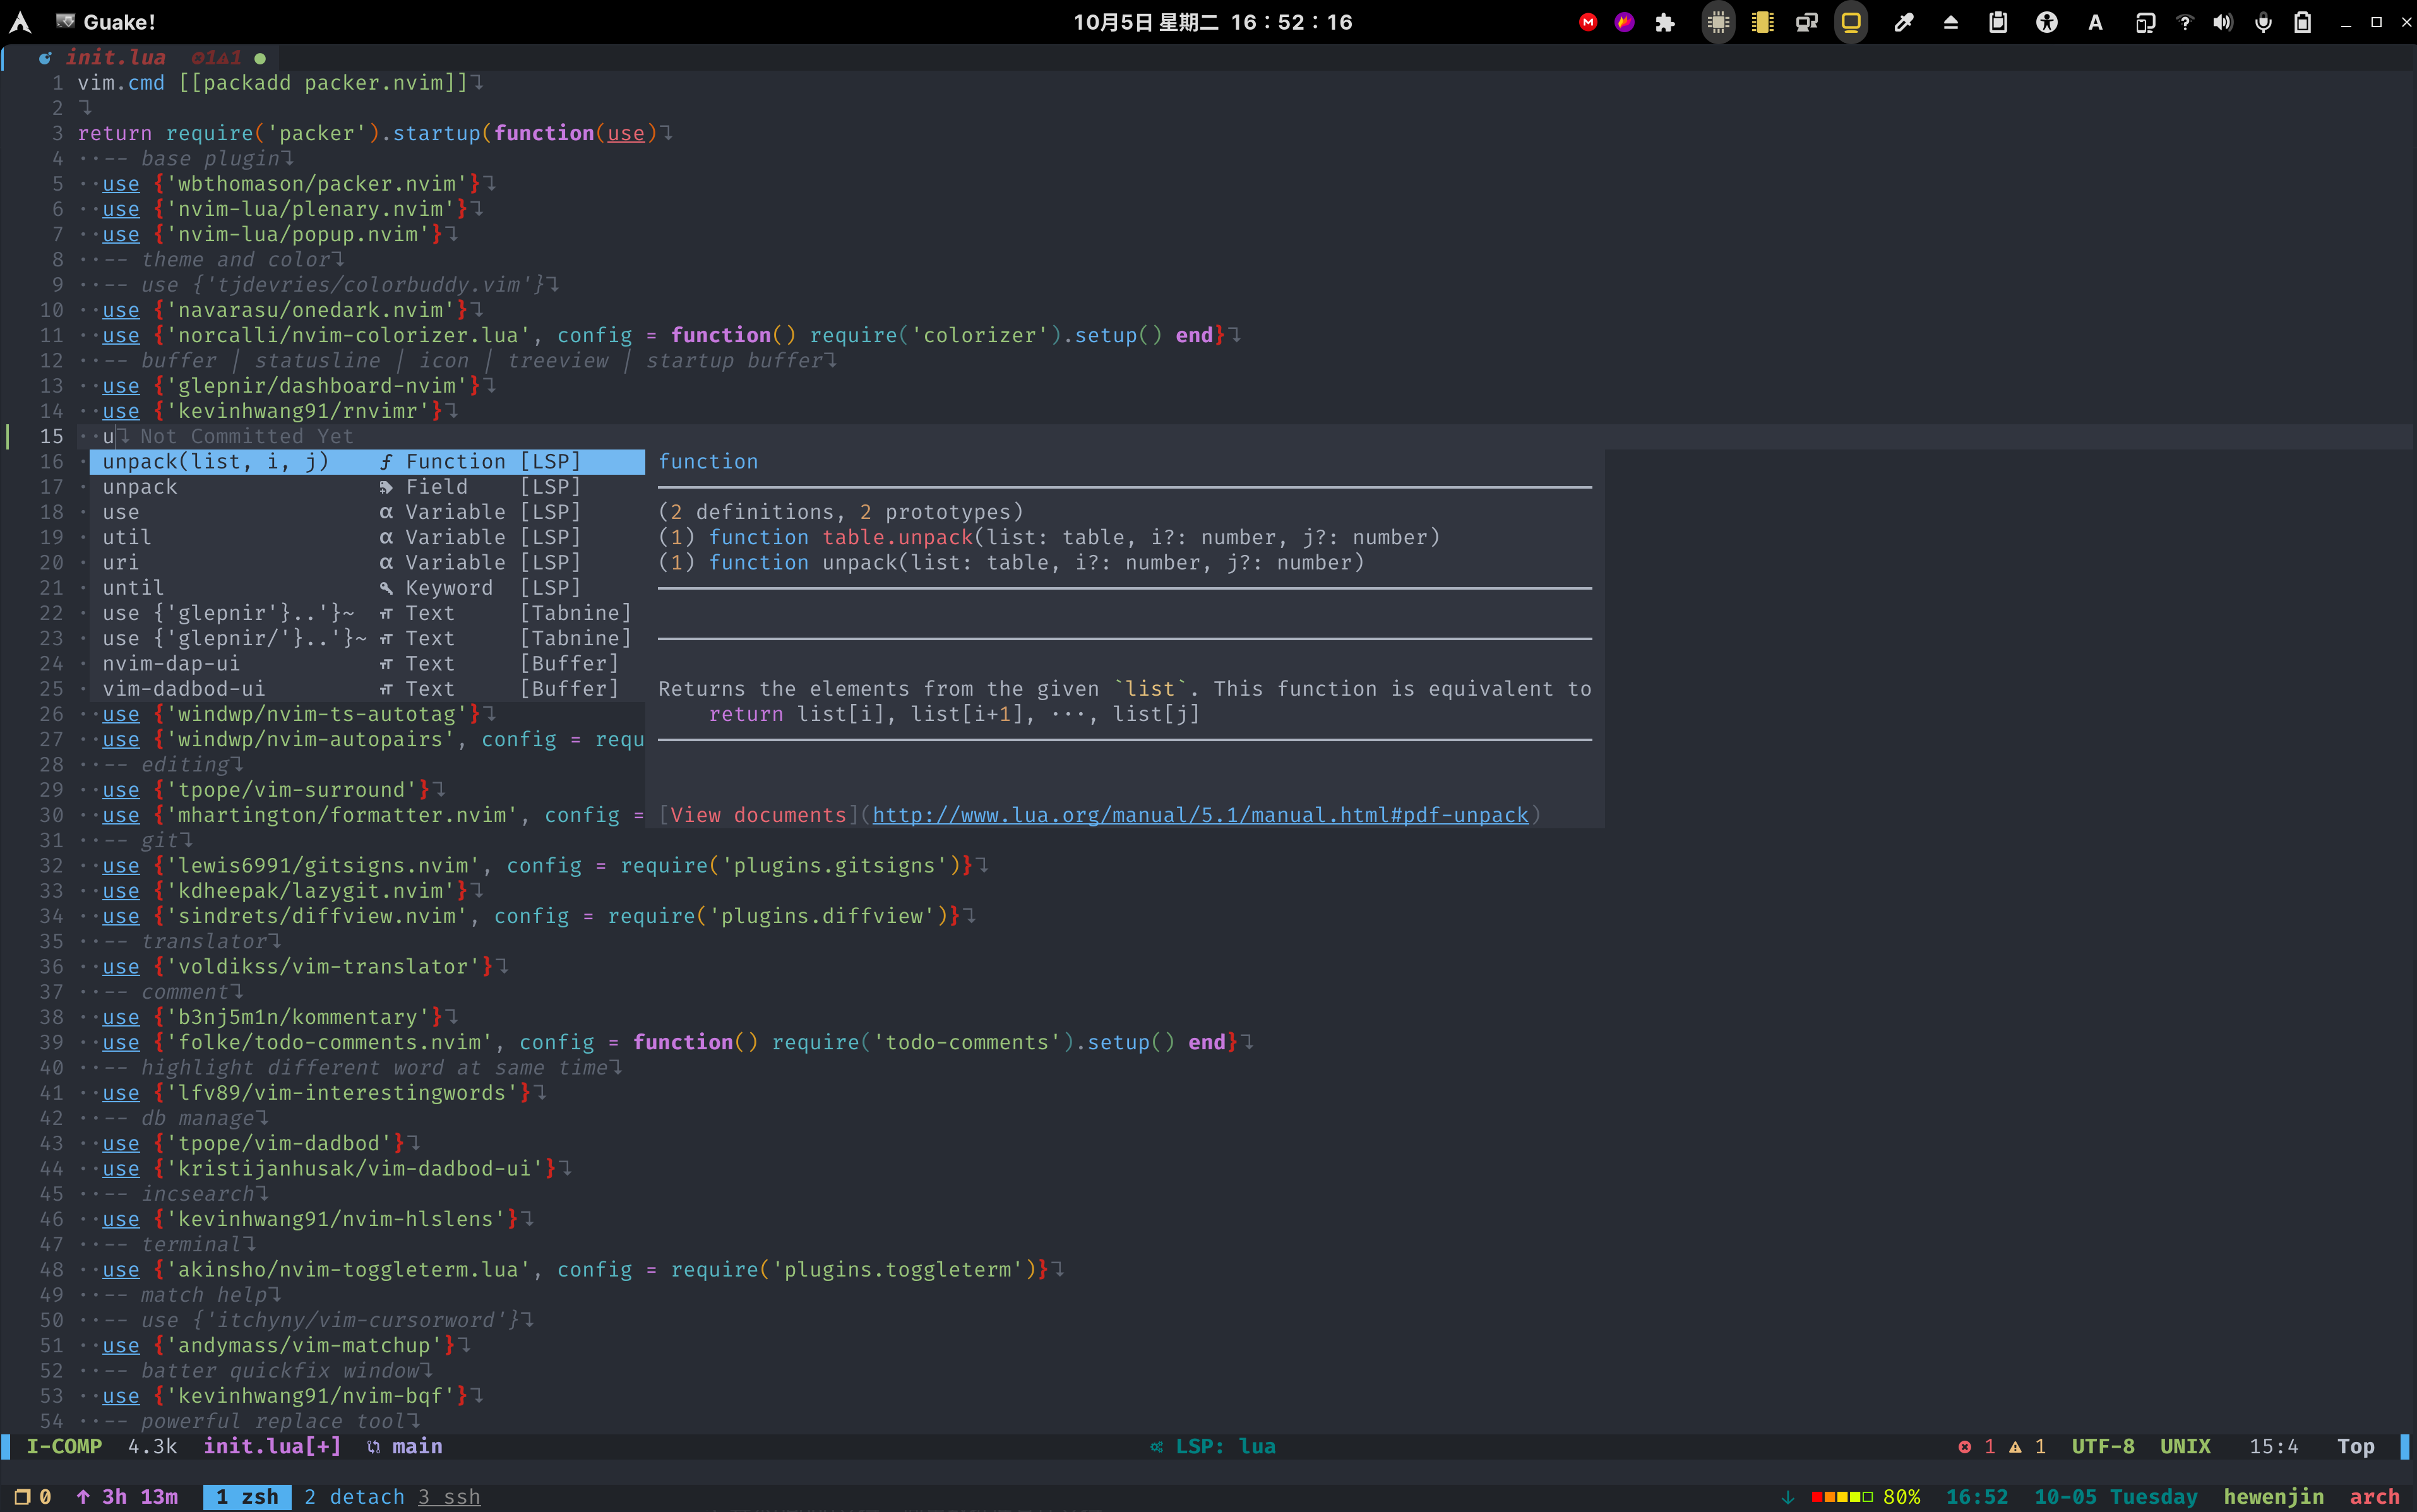 Guake!
10月5日 星期二 16：52：16
init.lua 1 1
1 vim.cmd [[packadd packer.nvim]]
2
3 return require('packer').startup(function(use)
4 -- base plugin
5 use {'wbthomason/packer.nvim'}
6 use {'nvim-lua/plenary.nvim'}
7 use {'nvim-lua/popup.nvim'}
8 -- theme and color
9 -- use {'tjdevries/colorbuddy.vim'}
10 use {'navarasu/onedark.nvim'}
11 use {'norcalli/nvim-colorizer.lua', config = function() require('colorizer').setup() end}
12 -- buffer | statusline | icon | treeview | startup buffer
13 use {'glepnir/dashboard-nvim'}
14 use {'kevinhwang91/rnvimr'}
15 u Not Committed Yet
16 unpack(list, i, j) ƒ Function [LSP] function
17 unpack Field [LSP]
18 use α Variable [LSP] (2 definitions, 2 prototypes)
19 util α Variable [LSP] (1) function table.unpack(list: table, i?: number, j?: number)
20 uri α Variable [LSP] (1) function unpack(list: table, i?: number, j?: number)
21 until Keyword [LSP]
22 use {'glepnir'}..'}~ Text [Tabnine]
23 use {'glepnir/'}..'}~ Text [Tabnine]
24 nvim-dap-ui Text [Buffer]
25 vim-dadbod-ui Text [Buffer] Returns the elements from the given `list`. This function is equivalent to
26 use {'windwp/nvim-ts-autotag'} return list[i], list[i+1], ···, list[j]
27 use {'windwp/nvim-autopairs', config = requ
28 -- editing
29 use {'tpope/vim-surround'}
30 use {'mhartington/formatter.nvim', config = [View documents](http://www.lua.org/manual/5.1/manual.html#pdf-unpack)
31 -- git
32 use {'lewis6991/gitsigns.nvim', config = require('plugins.gitsigns')}
33 use {'kdheepak/lazygit.nvim'}
34 use {'sindrets/diffview.nvim', config = require('plugins.diffview')}
35 -- translator
36 use {'voldikss/vim-translator'}
37 -- comment
38 use {'b3nj5m1n/kommentary'}
39 use {'folke/todo-comments.nvim', config = function() require('todo-comments').setup() end}
40 -- highlight different word at same time
41 use {'lfv89/vim-interestingwords'}
42 -- db manage
43 use {'tpope/vim-dadbod'}
44 use {'kristijanhusak/vim-dadbod-ui'}
45 -- incsearch
46 use {'kevinhwang91/nvim-hlslens'}
47 -- terminal
48 use {'akinsho/nvim-toggleterm.lua', config = require('plugins.toggleterm')}
49 -- match help
50 -- use {'itchyny/vim-cursorword'}
51 use {'andymass/vim-matchup'}
52 -- batter quickfix window
53 use {'kevinhwang91/nvim-bqf'}
54 -- powerful replace tool
I-COMP 4.3k init.lua[+] main LSP: lua 1 1 UTF-8 UNIX 15:4 Top
0 ↑ 3h 13m 1 zsh 2 detach 3 ssh ↓ 80% 16:52 10-05 Tuesday hewenjin arch